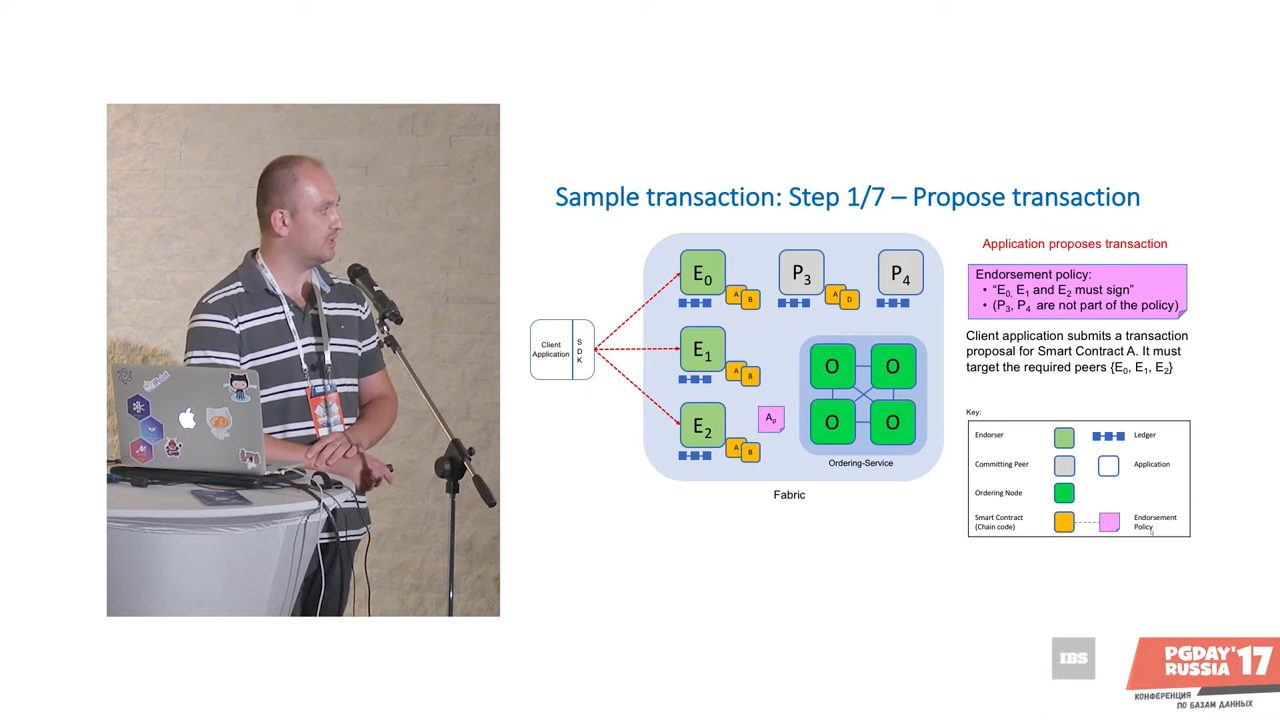 Sample transaction: Step 1/7 – Propose transaction
Application proposes transaction
Endorsement policy:
• “E0, E1 and E2 must sign”
• (P3, P4 are not part of the policy)
Client application submits a transaction
proposal for Smart Contract A. It must
target the required peers {E0, E1, E2}
Client
Application
S
D
K
E0
A
B
P3
A
D
P4
E1
A
B
E2
A
B
Ap
O
O
O
O
Ordering-Service
Fabric
Key:
Endorser
Ledger
Committing Peer
Application
Ordering Node
Smart Contract
(Chain code)
Endorsement
Policy
IBS
PGDAY'17
RUSSIA
КОНФЕРЕНЦИЯ
ПО БАЗАМ ДАННЫХ